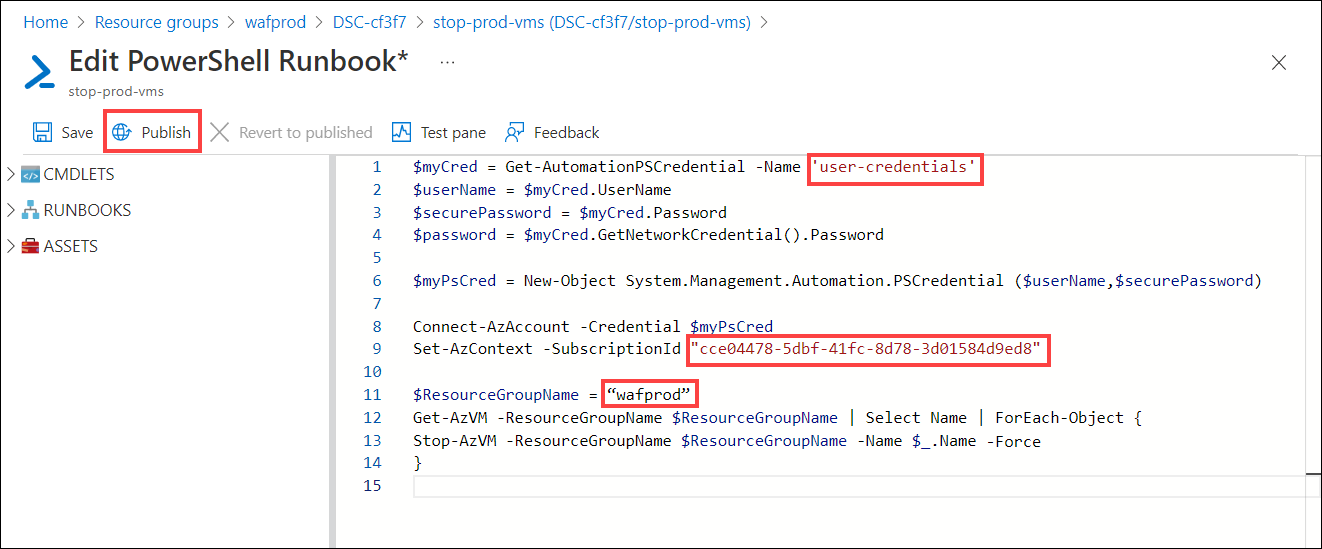 Home > Resource groups > wafprod > DSC-cf3f7 > stop-prod-vms (DSC-cf3f7/stop-prod-vms) >
Edit PowerShell Runbook* ...
stop-prod-vms
Save Publish Revert to published Test pane Feedback
CMDLETS
RUNBOOKS
ASSETS
1 $myCred = Get-AutomationPSCredential -Name 'user-credentials'
2 $userName = $myCred.UserName
3 $securePassword = $myCred.Password
4 $password = $myCred.GetNetworkCredential().Password
5
6 $myPsCred = New-Object System.Management.Automation.PSCredential ($userName,$securePassword)
7
8 Connect-AzAccount -Credential $myPsCred
9 Set-AzContext -SubscriptionId "cce04478-5dbf-41fc-8d78-3d01584d9ed8"
10
11 $ResourceGroupName = “wafprod”
12 Get-AzVM -ResourceGroupName $ResourceGroupName | Select Name | ForEach-Object {
13 Stop-AzVM -ResourceGroupName $ResourceGroupName -Name $_.Name -Force
14 }
15